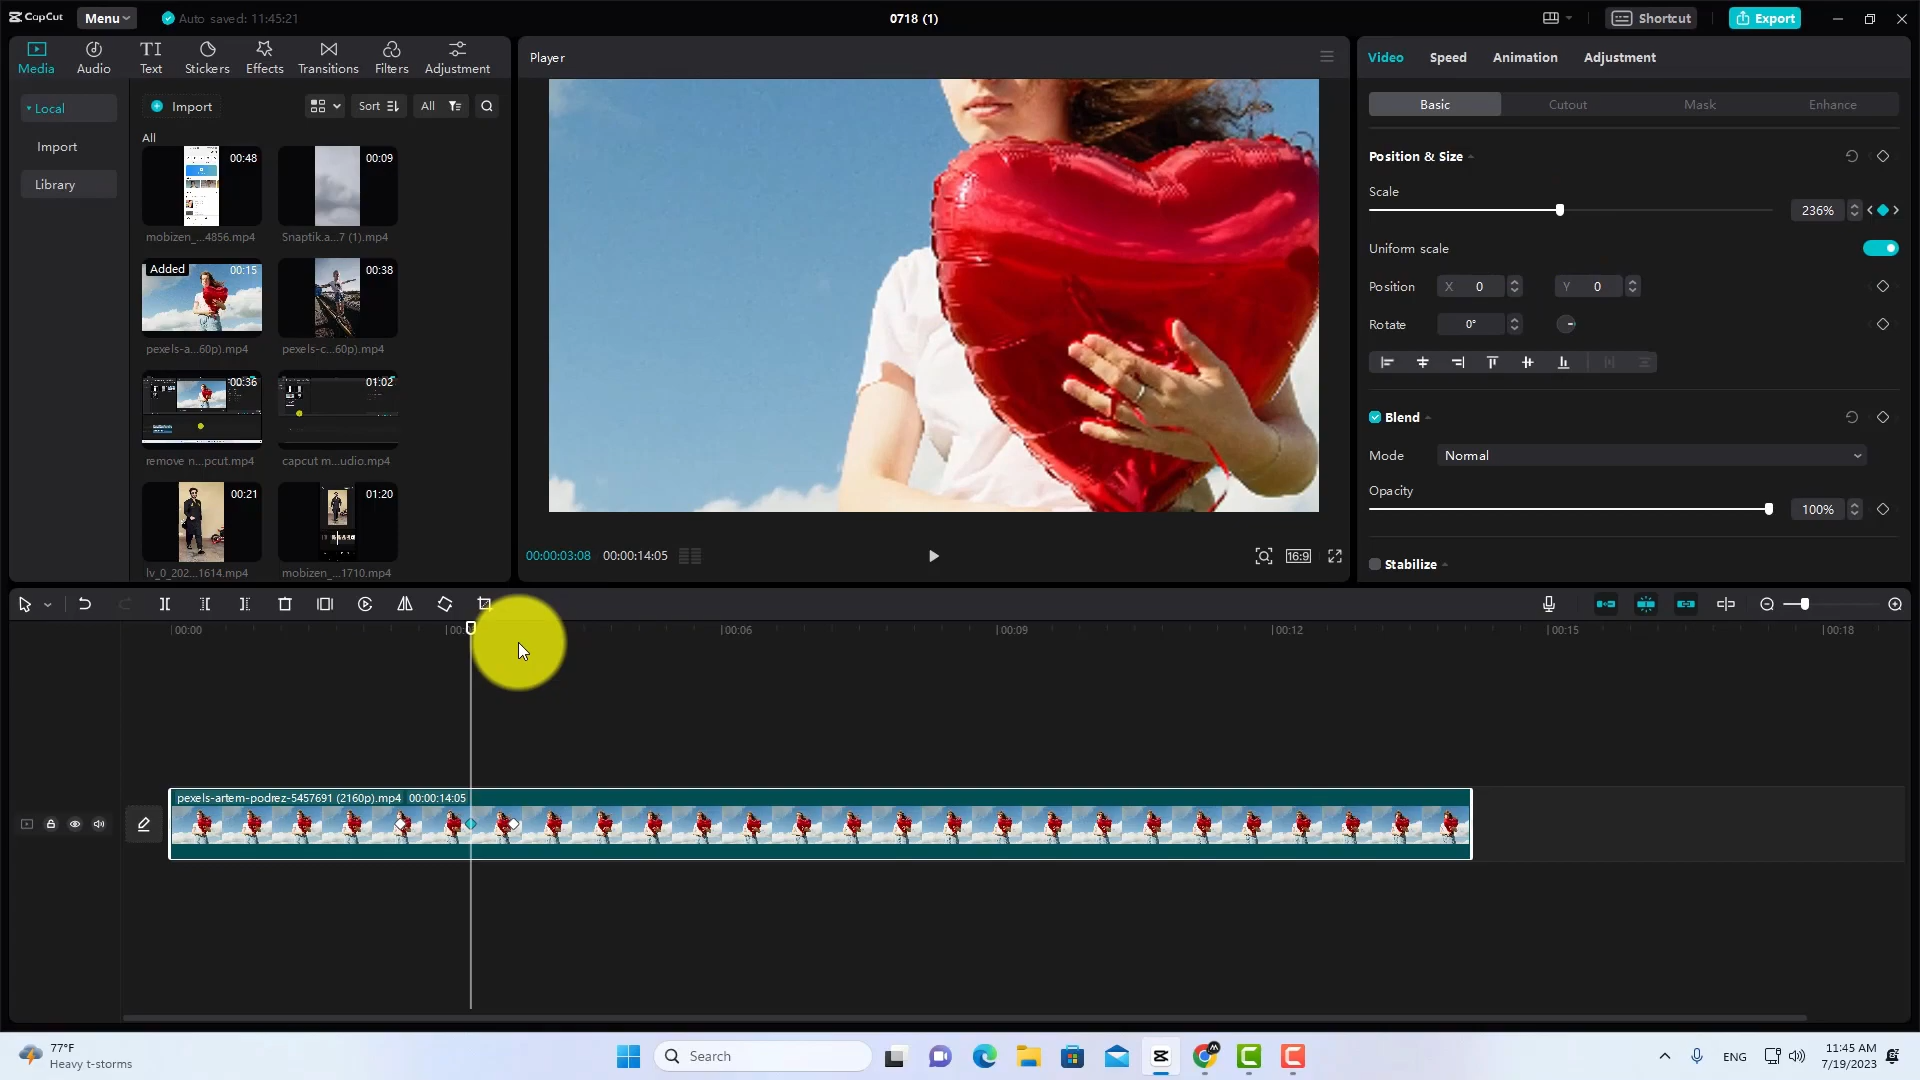 CapCut
Menu
Auto saved: 11:45:21
0718 (1)
Shortcut
Export
Media
Audio
Text
Stickers
Effects
Transitions
Filters
Adjustment
Local
Import
Library
Import
Sort
All
All
00:48
mobizen_...4856.mp4
00:09
Snaptik.a...7 (1).mp4
Added
00:15
pexels-a...60p).mp4
00:38
pexels-c...60p).mp4
00:36
remove n...pcut.mp4
01:02
capcut m...udio.mp4
00:21
lv_0_202...1614.mp4
01:20
mobizen_...1710.mp4
Player
00:00:03:08
00:00:14:05
16:9
Video
Speed
Animation
Adjustment
Basic
Cutout
Mask
Enhance
Position & Size
Scale
236%
Uniform scale
Position
X 0
Y 0
Rotate
0°
Blend
Mode
Normal
Opacity
100%
Stabilize
00:00
00:06
00:09
00:12
00:15
00:18
pexels-artem-podrez-5457691 (2160p).mp4 00:00:14:05
77°F
Heavy t-storms
Search
ENG
11:45 AM
7/19/2023